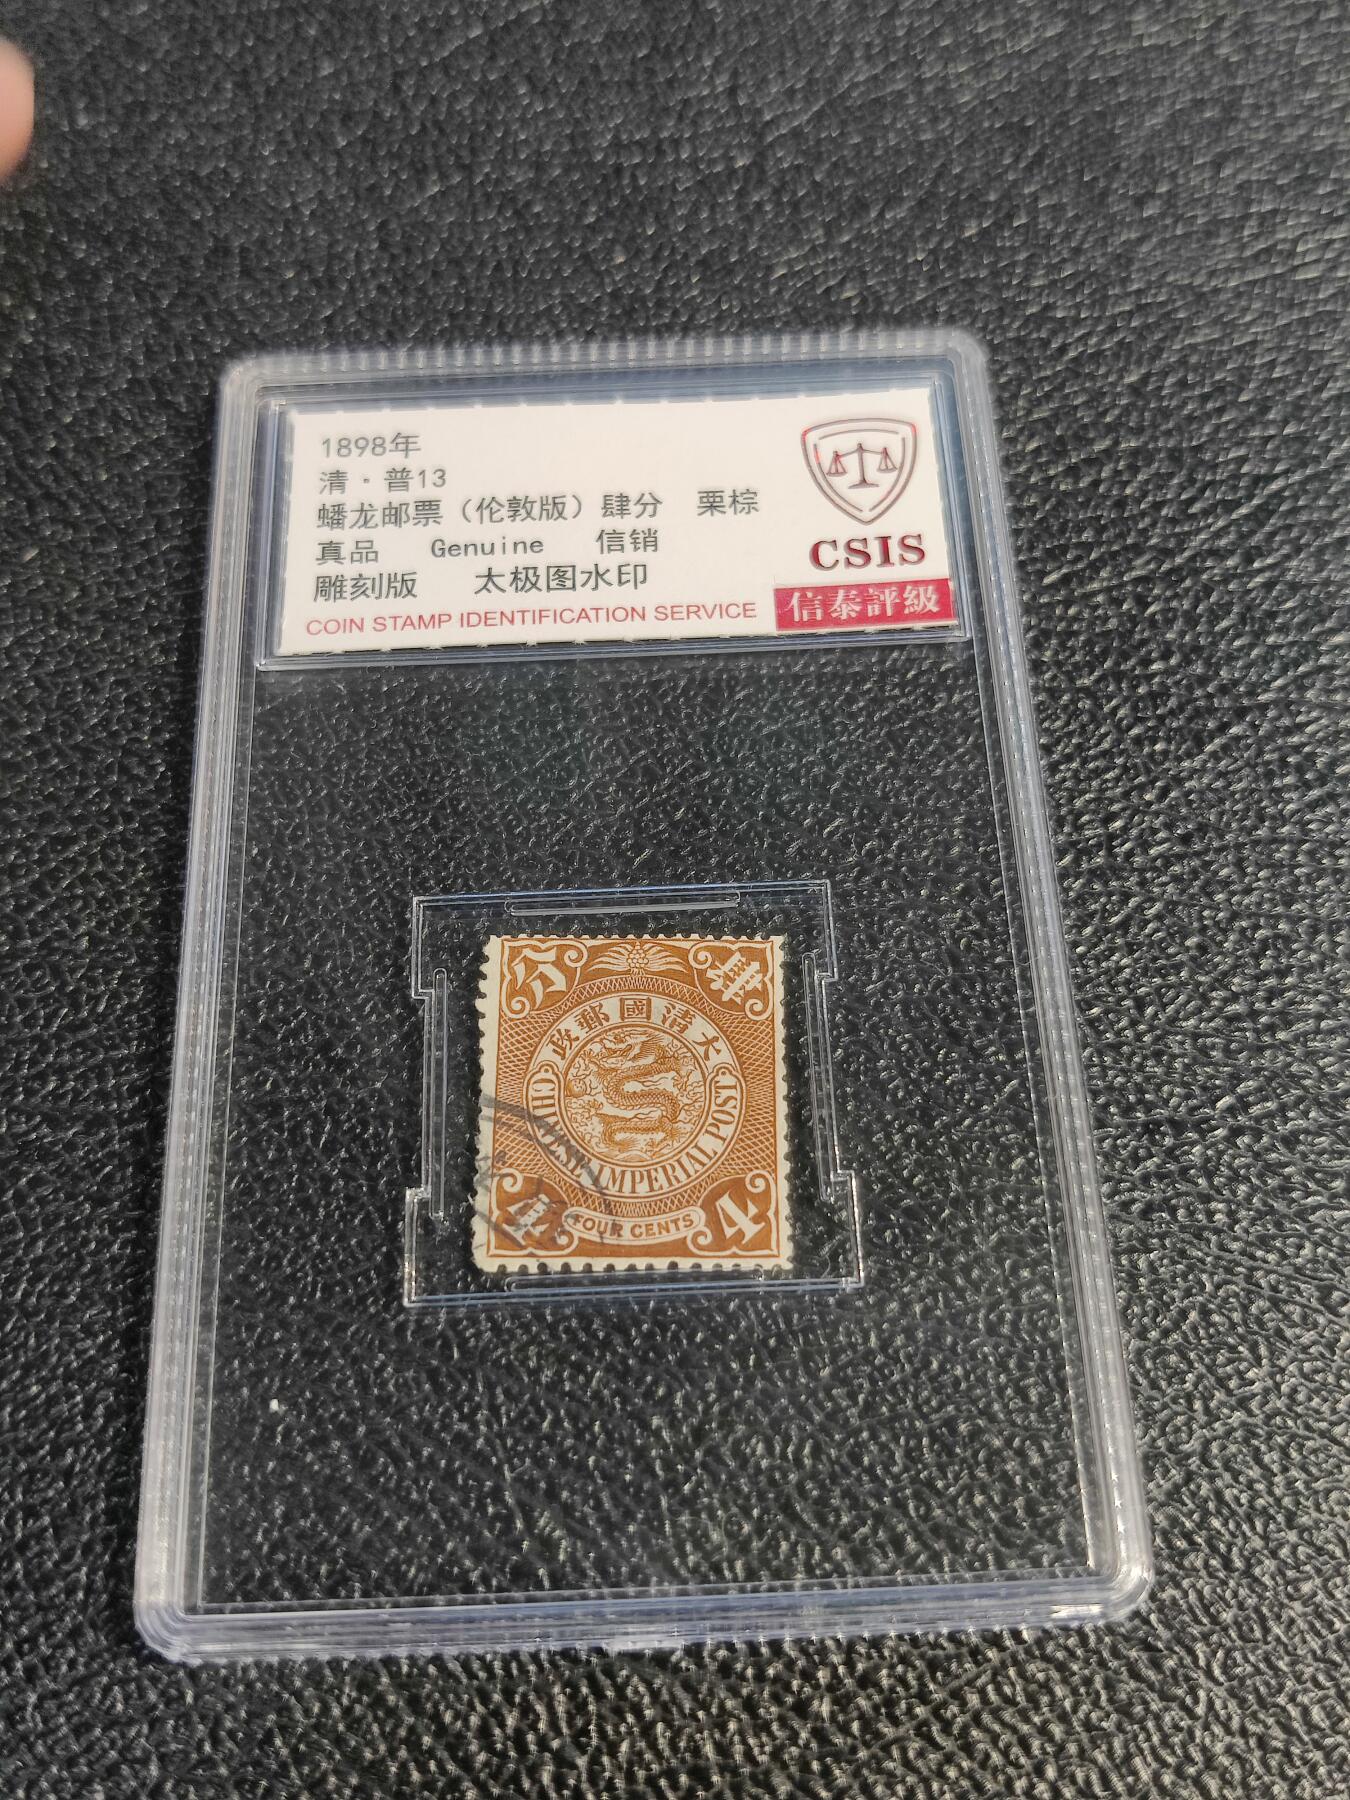 1898年
清·普13
蟠龙邮票（伦敦版）肆分 栗棕
真品 Genuine 信销
雕刻版 太极图水印
COIN STAMP IDENTIFICATION SERVICE
CSIS
信泰評級
分 肆
政郵國清大
CHINESE IMPERIAL POST
4 FOUR CENTS 4